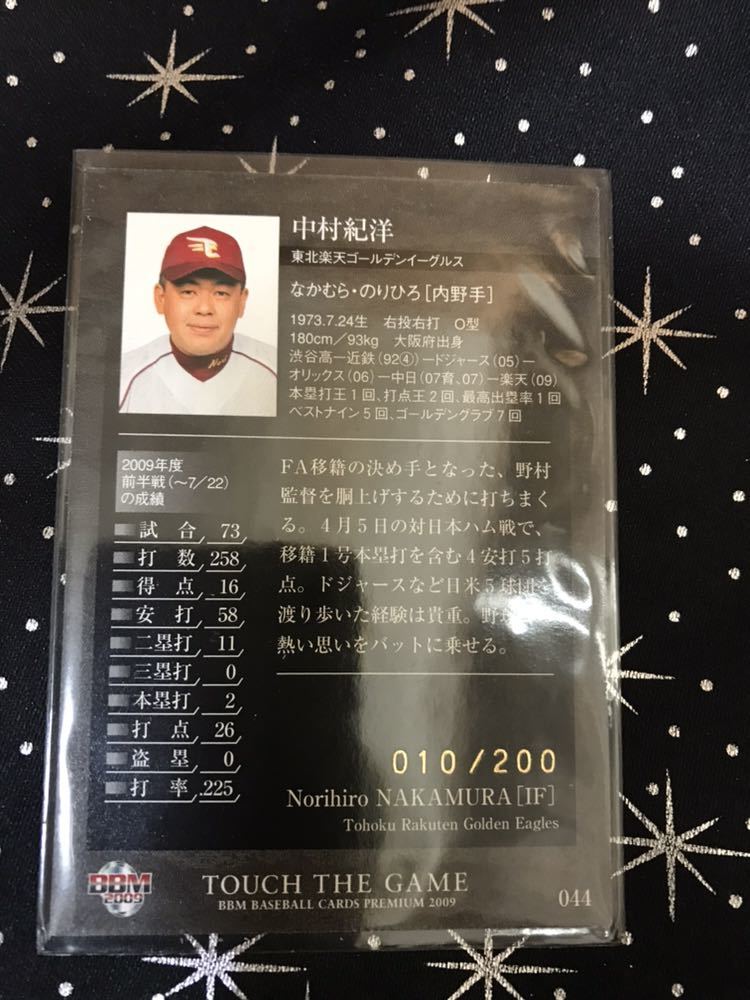 中村紀洋
東北楽天ゴールデンイーグルス
なかむら・のりひろ[内野手]
1973.7.24生 右投右打 O型
180cm/93kg 大阪府出身
渋谷高ー近鉄(92④)ードジャース(05)ー
オリックス(06)ー中日(07育、07)ー楽天(09)
本塁打王1回、打点王2回、最高出塁率1回
ベストナイン5回、ゴールデングラブ7回
2009年度
前半戦(〜7/22)
の成績
試合 73
打数 258
得点 16
安打 58
二塁打 11
三塁打 0
本塁打 2
打点 26
盗塁 0
打率 .225
FA移籍の決め手となった、野村
監督を胴上げするために打ちまく
る。4月5日の対日本ハム戦で、
移籍1号本塁打を含む4安打5打
点。ドジャースなど日米5球団を
渡り歩いた経験は貴重。野球
熱い思いをバットに乗せる。
010/200
Norihiro NAKAMURA[IF]
Tohoku Rakuten Golden Eagles
BBM
2009
TOUCH THE GAME
BBM BASEBALL CARDS PREMIUM 2009
044